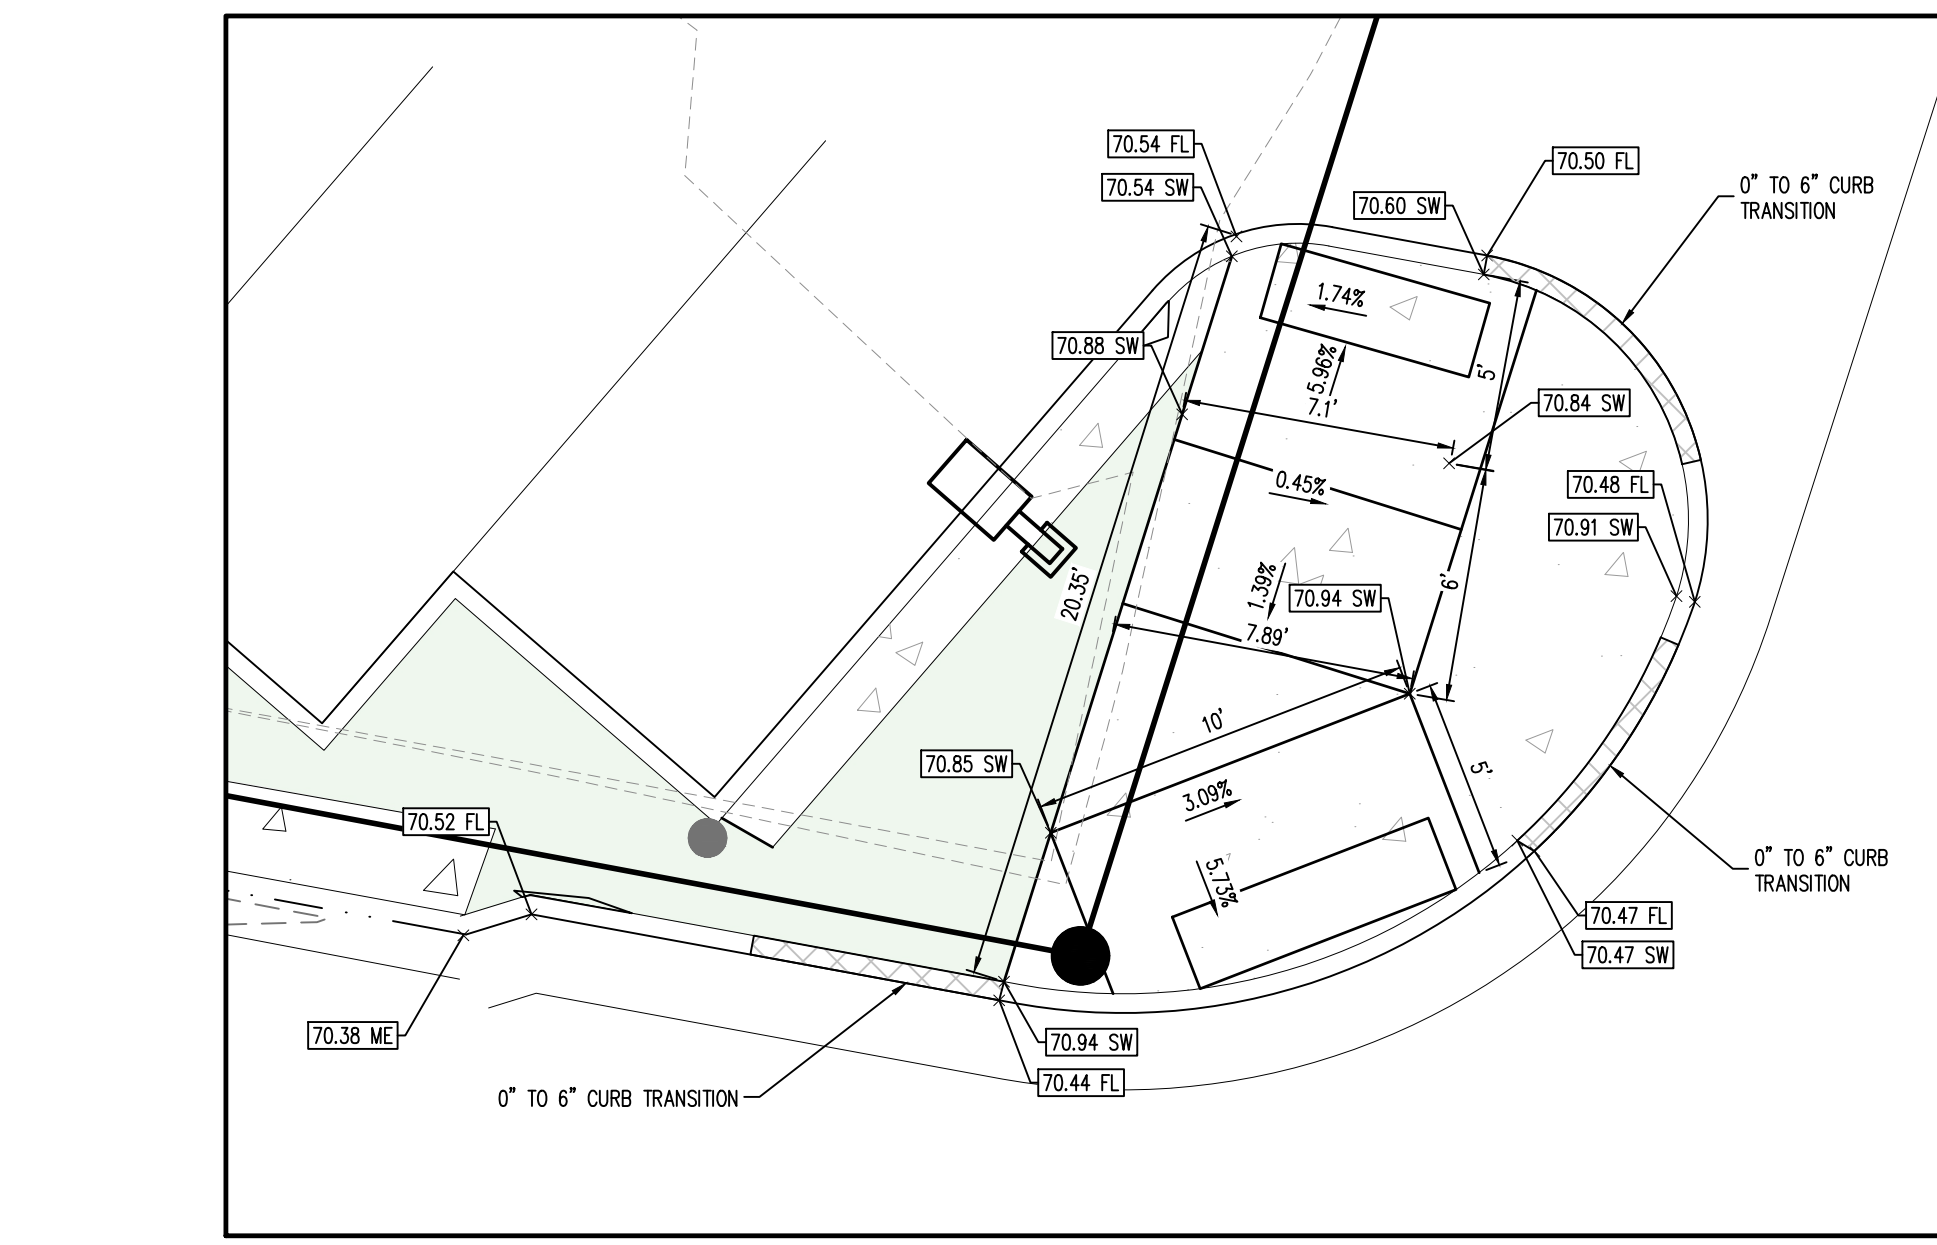 70.54 FL
70.50 FL
0" TO 6" CURB
TRANSITION
70.54 SW
70.60 SW
1.74%
70.88 SW
5.96%
5'
7.1'
70.84 SW
0.45%
70.48 FL
70.91 SW
20.35'
1.39%
70.94 SW
6'
7.89'
10'
70.85 SW
5'
3.09%
70.52 FL
5.73%
0" TO 6" CURB
TRANSITION
70.47 FL
70.47 SW
70.38 ME
70.94 SW
70.44 FL
0" TO 6" CURB TRANSITION